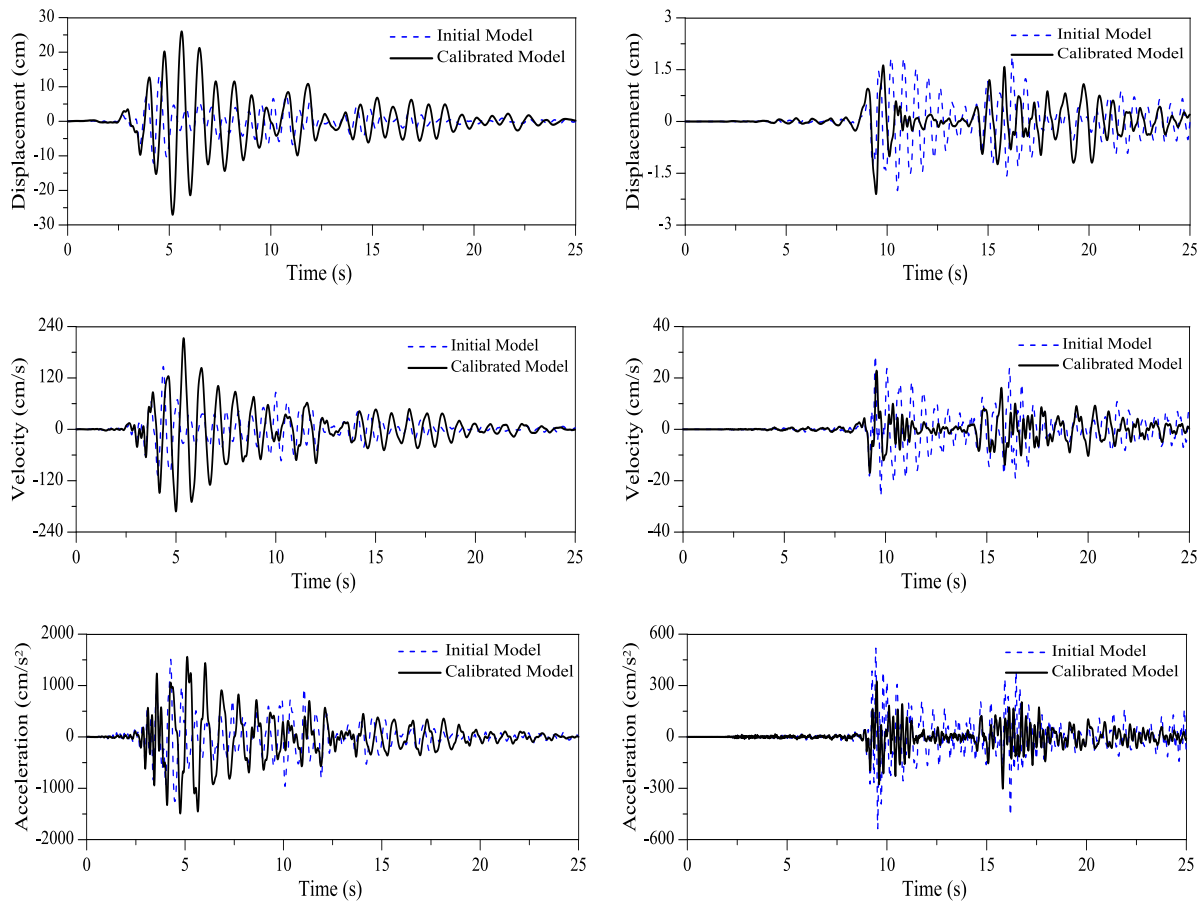 30
20
10
0
-10
-20
-30
Displacement (cm)
Initial Model
Calibrated Model
0 5 10 15 20 25
Time (s)
3
1.5
0
-1.5
-3
Displacement (cm)
Initial Model
Calibrated Model
0 5 10 15 20 25
Time (s)
240
120
0
-120
-240
Velocity (cm/s)
Initial Model
Calibrated Model
0 5 10 15 20 25
Time (s)
40
20
0
-20
-40
Velocity (cm/s)
Initial Model
Calibrated Model
0 5 10 15 20 25
Time (s)
2000
1000
0
-1000
-2000
Acceleration (cm/s²)
Initial Model
Calibrated Model
0 5 10 15 20 25
Time (s)
600
300
0
-300
-600
Acceleration (cm/s²)
Initial Model
Calibrated Model
0 5 10 15 20 25
Time (s)